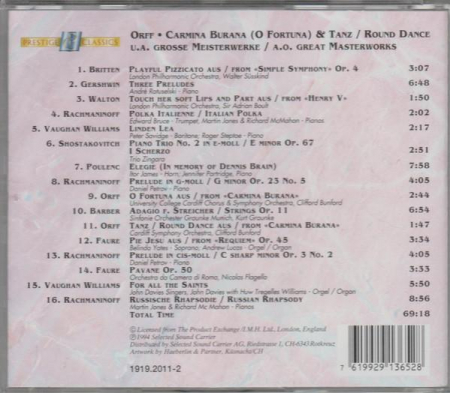 PRESTIGE CLASSICS
ORFF • CARMINA BURANA (O FORTUNA) & TANZ / ROUND DANCE
U.A. GROSSE MEISTERWERKE / A.O. GREAT MASTERWORKS
1. BRITTEN PLAYFUL PIZZICATO AUS / FROM «SIMPLE SYMPHONY» OP. 4 3:07
London Philharmonic Orchestra, Walter Süsskind
2. GERSHWIN THREE PRELUDES 6:48
André Ratusinski - Piano
3. WALTON TOUCH HER SOFT LIPS AND PART AUS / FROM «HENRY V» 1:50
London Philharmonic Orchestra, Sir Adrian Boult
4. RACHMANINOFF POLKA ITALIENNE / ITALIAN POLKA 2:02
Edward Bruce - Trumpet, Martin Jones & Richard McMahon - Pianos
5. VAUGHAN WILLIAMS LINDEN LEA 2:17
Peter Savidge - Baritone; Roger Steptoe - Piano
6. SHOSTAKOVITCH PIANO TRIO NO. 2 IN E-MOLL / E MINOR OP. 67
I SCHERZO 2:51
Trio Zingara
7. POULENC ELEGIE (IN MEMORY OF DENNIS BRAIN) 7:58
Ifor James - Horn; Jennifer Partridge, Piano
8. RACHMANINOFF PRELUDE IN G-MOLL / G MINOR OP. 23 NO. 5 4:05
Daniel Petrov - Piano
9. ORFF O FORTUNA AUS / FROM «CARMINA BURANA» 2:44
University College Cardiff Chorus & Symphony Orchestra, Clifford Bunford
10. BARBER ADAGIO F. STREICHER / STRINGS OP. 11 6:54
Sinfonie Orchester Graunke Munich, Kurt Graunke
11. ORFF TANZ / ROUND DANCE AUS / FROM «CARMINA BURANA» 1:47
Cardiff Symphony Orchestra, Clifford Bunford
12. FAURE PIE JESU AUS / FROM «REQUIEM» OP. 45 3:34
Belinda Yates - Soprano, Andrew Lucas - Orgel / Organ
13. RACHMANINOFF PRELUDE IN CIS-MOLL / C SHARP MINOR OP. 3 NO. 2 4:05
Daniel Petrov - Piano
14. FAURE PAVANE OP. 50 3:33
Orchestra da Camera di Roma, Nicolas Flagello
15. VAUGHAN WILLIAMS FOR ALL THE SAINTS 5:50
John Davies Singers, John Davies with Huw Tregelles Williams - Orgel / Organ
16. RACHMANINOFF RUSSISCHE RHAPSODIE / RUSSIAN RHAPSODY 8:56
Martin Jones & Richard Mc Mahon - Pianos
TOTAL TIME 69:18
Ⓟ Licensed from The Product Exchange F.M.H. Ltd., London, England
© 1994 Selected Sound Carrier
Distributed by Selected Sound Carrier AG, Riedstrasse 1, CH-6343 Rotkreuz
Artwork by Haettenschweiler & Partner, Küsnacht/CH
1919.2011-2
7 619929 136528